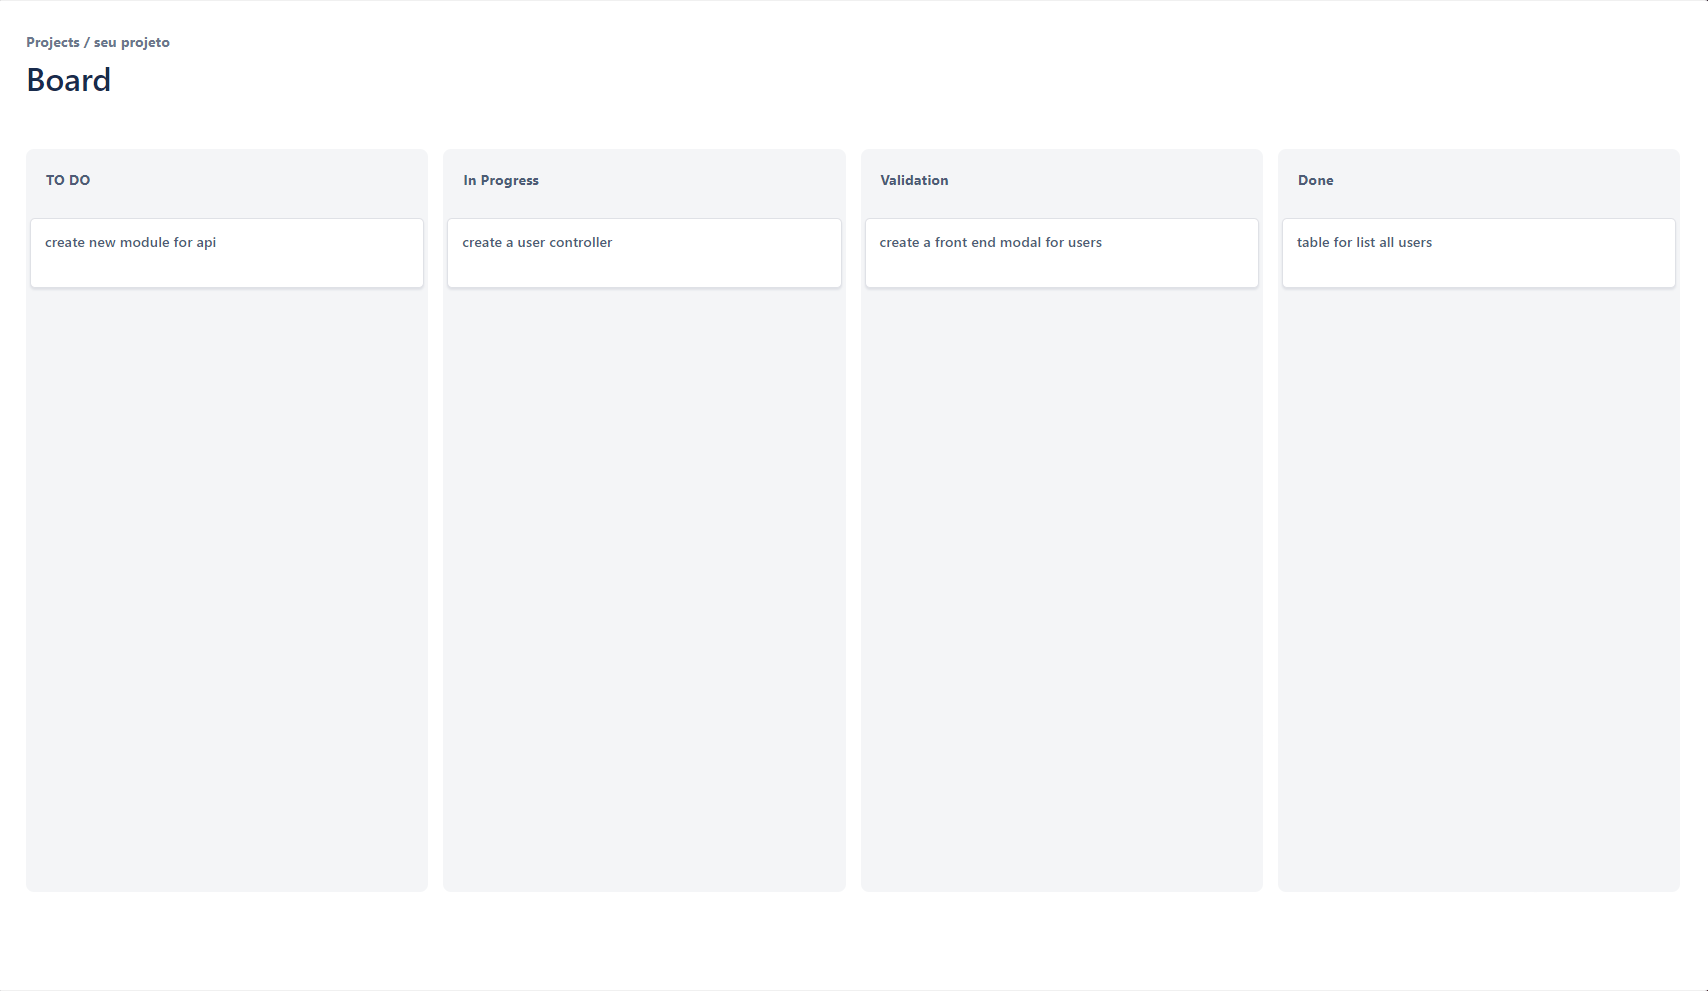 Projects / seu projeto
Board
TO DO
create new module for api
In Progress
create a user controller
Validation
create a front end modal for users
Done
table for list all users